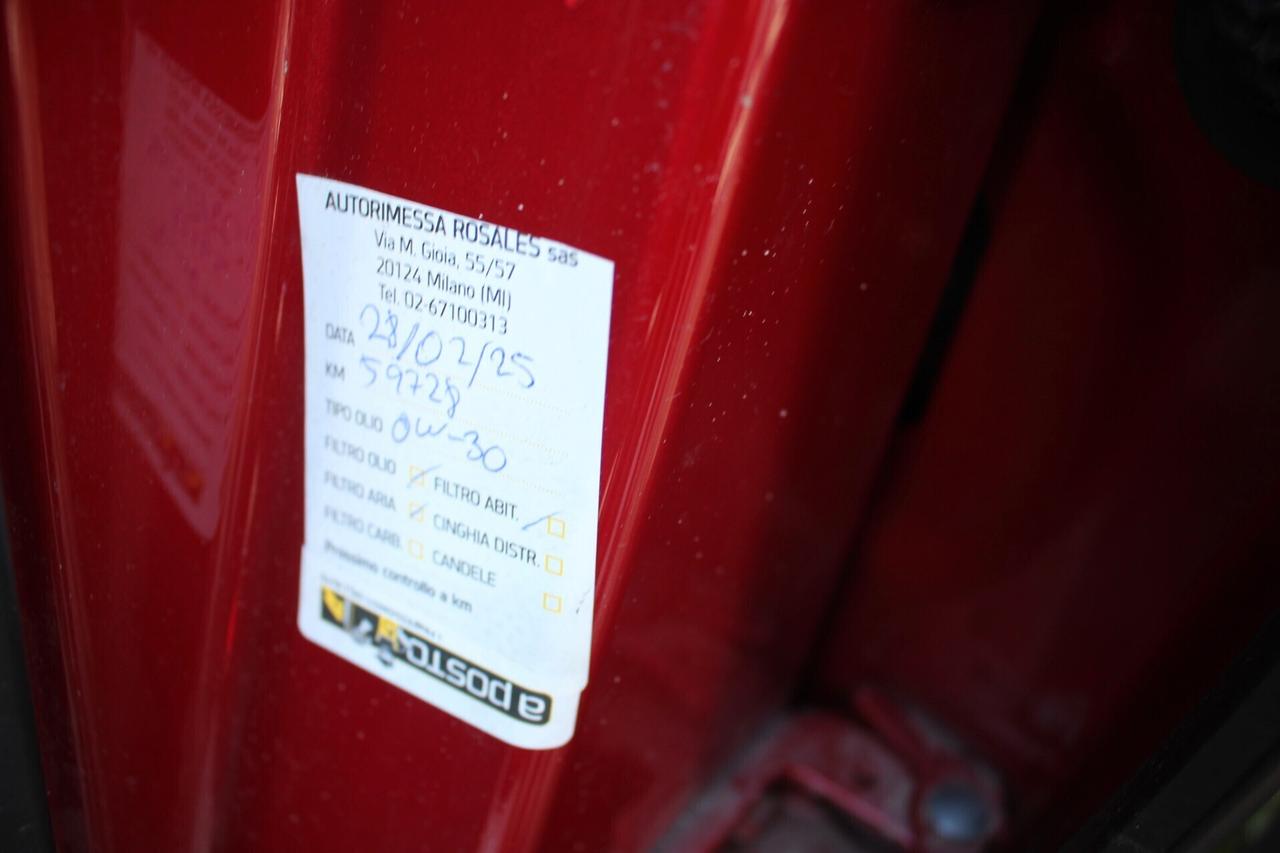 AUTORIMESSA ROSALES sas
Via M. Gioia, 55/57
20124 Milano (MI)
Tel. 02-67100313
DATA 28/02/25
KM 59728
TIPO OLIO 0W-30
FILTRO OLIO FILTRO ABIT.
FILTRO ARIA CINGHIA DISTR.
FILTRO CARB. CANDELE
Prossimo controllo a km
a POSTO